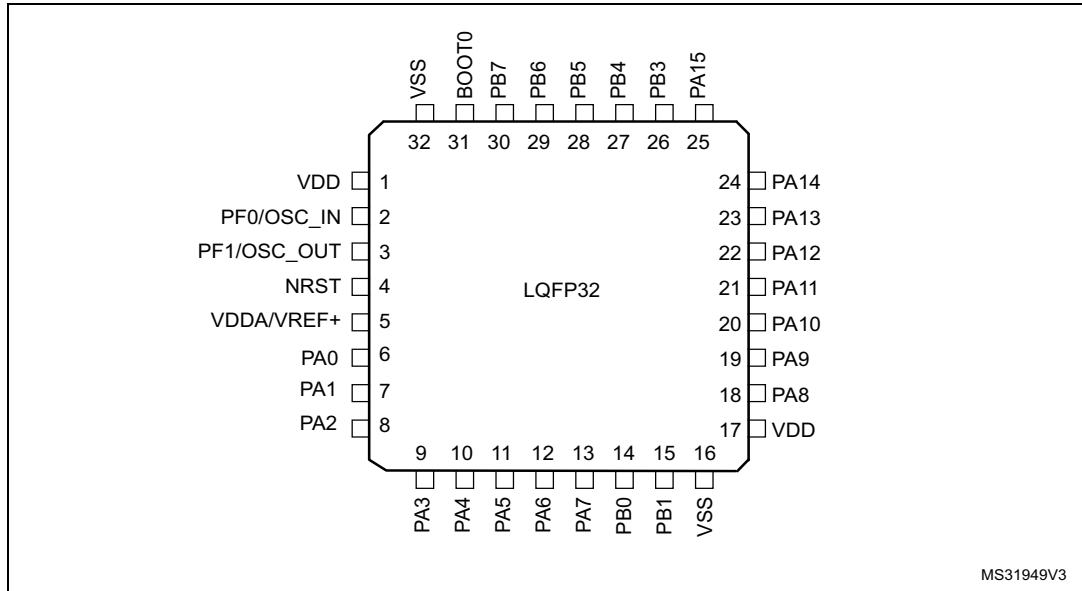 VSS
BOOT0
PB7
PB6
PB5
PB4
PB3
PA15
32 31 30 29 28 27 26 25
VDD 1
PF0/OSC_IN 2
PF1/OSC_OUT 3
NRST 4
VDDA/VREF+ 5
PA0 6
PA1 7
PA2 8
LQFP32
24 PA14
23 PA13
22 PA12
21 PA11
20 PA10
19 PA9
18 PA8
17 VDD
9 10 11 12 13 14 15 16
PA3
PA4
PA5
PA6
PA7
PB0
PB1
VSS
MS31949V3